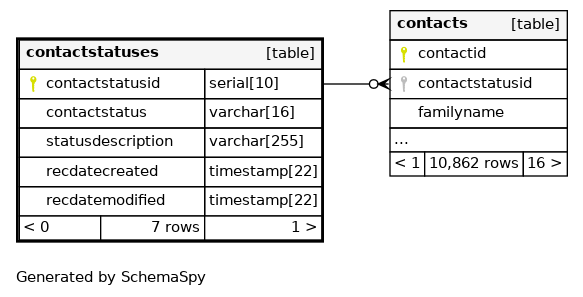 contactstatuses [table]
contactstatusid serial[10]
contactstatus varchar[16]
statusdescription varchar[255]
recdatecreated timestamp[22]
recdatemodified timestamp[22]
< 0 7 rows 1 >
contacts [table]
contactid
contactstatusid
familyname
...
< 1 10,862 rows 16 >
Generated by SchemaSpy